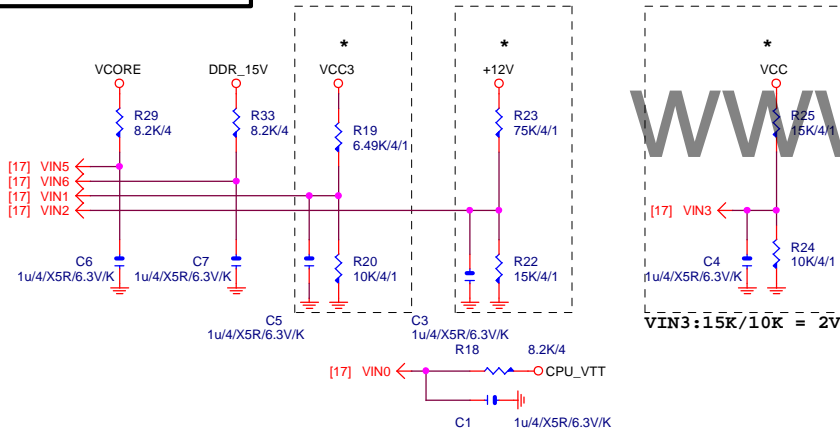 *
*
*
VCORE
DDR_15V
VCC3
+12V
VCC
R29
8.2K/4
R33
8.2K/4
R19
6.49K/4/1
R23
75K/4/1
R25
15K/4/1
[17] VIN5
[17] VIN6
[17] VIN1
[17] VIN2
[17] VIN3
C6
1u/4/X5R/6.3V/K
C7
1u/4/X5R/6.3V/K
R20
10K/4/1
R22
15K/4/1
C4
1u/4/X5R/6.3V/K
R24
10K/4/1
C5
1u/4/X5R/6.3V/K
C3
1u/4/X5R/6.3V/K
VIN3:15K/10K = 2V
R18
8.2K/4
[17] VIN0
CPU_VTT
C1
1u/4/X5R/6.3V/K